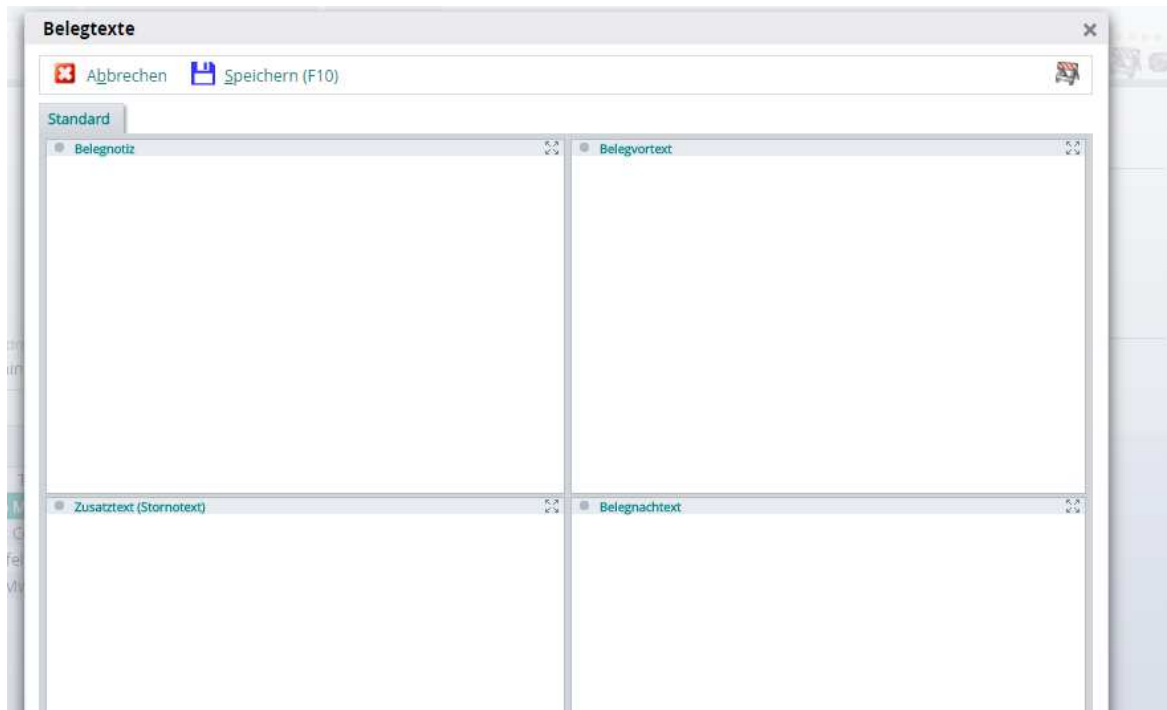 Belegtexte
Abbrechen Speichern (F10)
Standard
Belegnotiz Belegvortext
Zusatztext (Stornotext) Belegnachtext